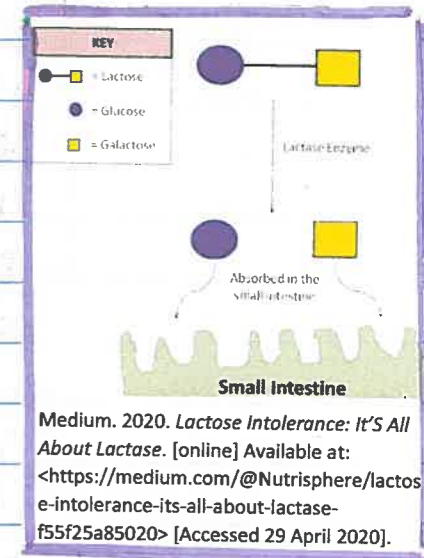 KEY
= Lactose
= Glucose
= Galactose
Lactase Enzyme
Absorbed in the
small intestine
Small Intestine
Medium. 2020. Lactose Intolerance: It'S All
About Lactase. [online] Available at:
<https://medium.com/@Nutrisphere/lactos
e-intolerance-its-all-about-lactase-
f55f25a85020> [Accessed 29 April 2020].